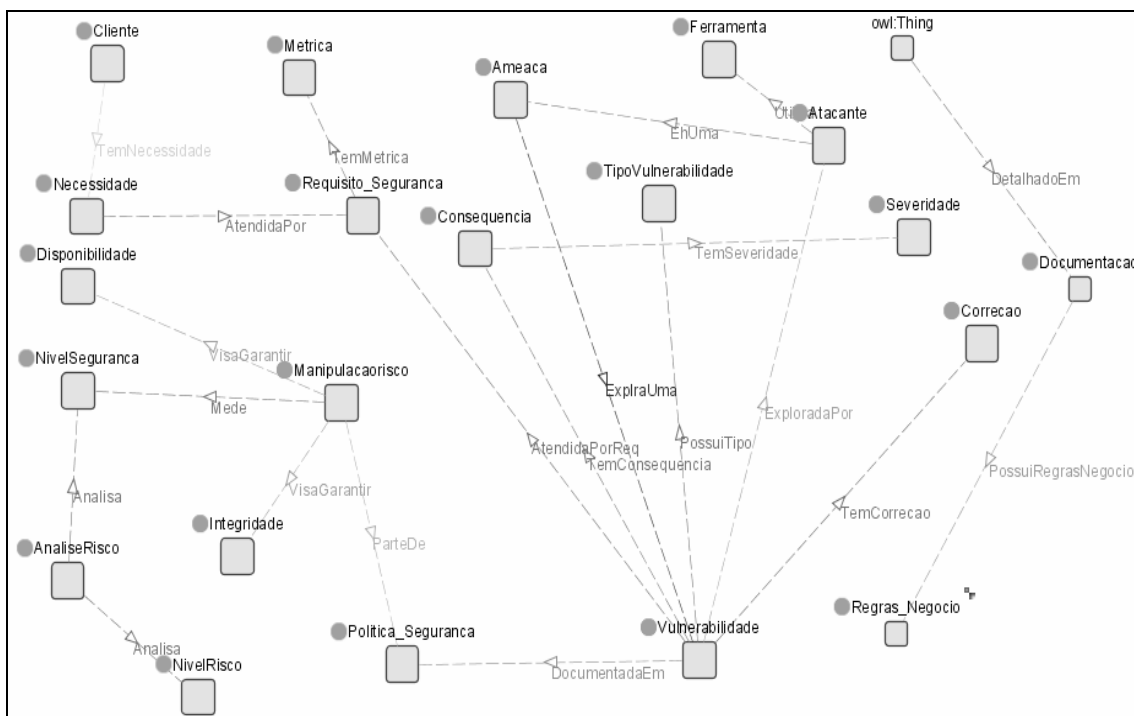 Cliente
Metrica
Ferramenta
owl:Thing
Ameaca
Atacante
EhUma
TemNecessidade
TemMetrica
Necessidade
Requisito_Seguranca
TipoVulnerabilidade
DetalhadoEm
Consequencia
Severidade
AtendidaPor
TemSeveridade
Disponibilidade
Documentacao
Correcao
VisaGarantir
NivelSeguranca
Manipulacaorisco
ExplraUma
Mede
ExploradaPor
AtendidaPorReq
PossuiTipo
TemConsequencia
PossuiRegrasNegocio
VisaGarantir
Analisa
TemCorrecao
Integridade
AnaliseRisco
ParteDe
Regras_Negocio
Politica_Seguranca
Vulnerabilidade
Analisa
NivelRisco
DocumentadaEm